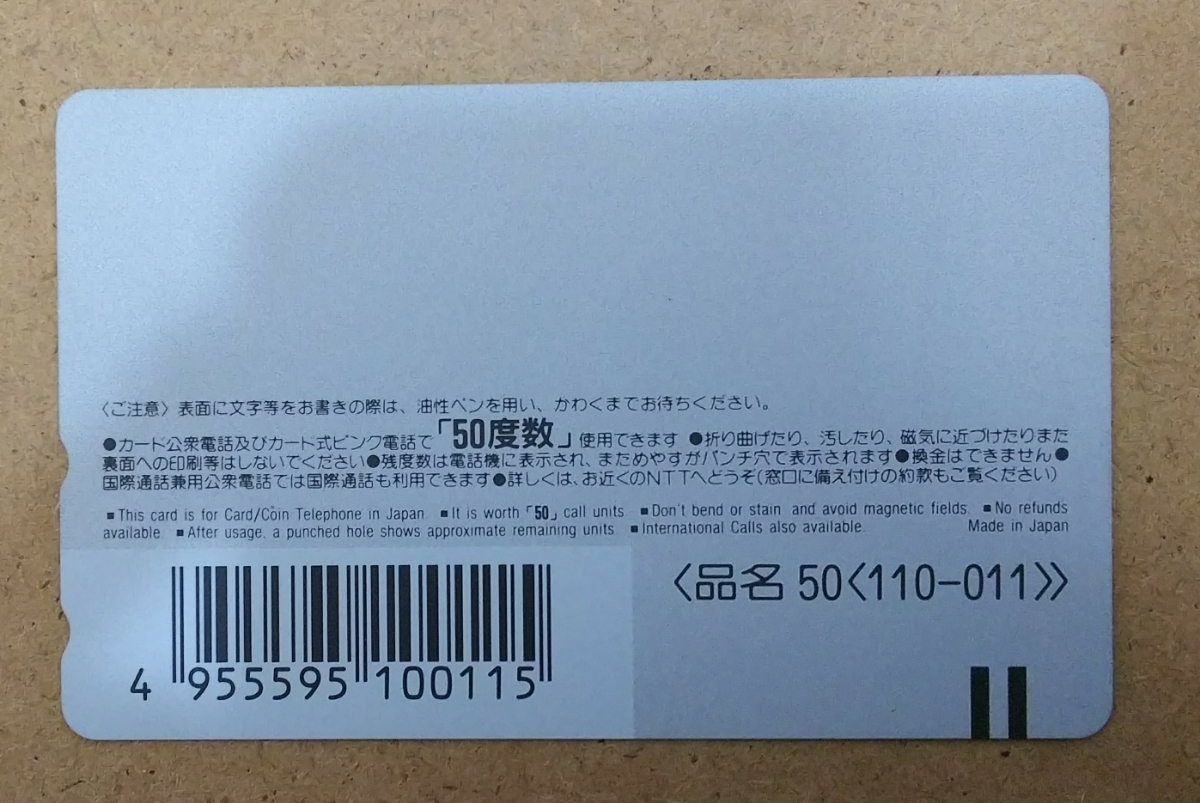 〈ご注意〉表面に文字等をお書きの際は、油性ペンを用い、かわくまでお待ちください。
●カード公衆電話及びカード式ピンク電話で「50度数」使用できます ●折り曲げたり、汚したり、磁気に近づけたりまた
裏面への印刷等はしないでください●残度数は電話機に表示され、まためやすがパンチ穴で表示されます●換金はできません●
国際通話兼用公衆電話では国際通話も利用できます●詳しくは、お近くのNTTへどうぞ(窓口に備え付けの約款もご覧ください)
■This card is for Card/Coin Telephone in Japan. ■It is worth「50」call units ■Don't bend or stain and avoid magnetic fields. ■No refunds
available ■After usage, a punched hole shows approximate remaining units ■International Calls also available. Made in Japan
〈品名 50〈110-011〉〉
4 955595 100115